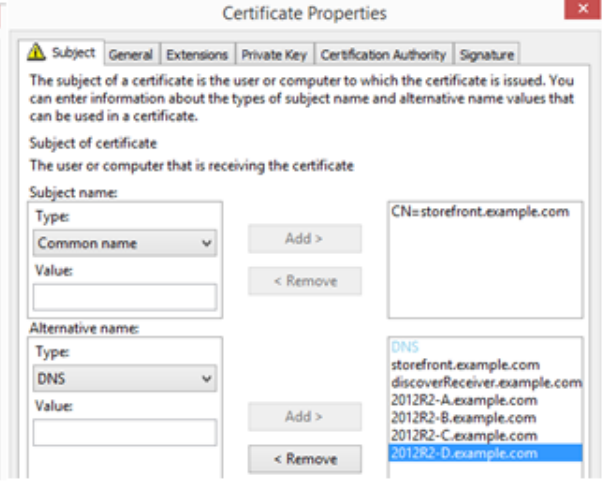 Certificate Properties
Subject General Extensions Private Key Certification Authority Signature
The subject of a certificate is the user or computer to which the certificate is issued. You
can enter information about the types of subject name and alternative name values that
can be used in a certificate.
Subject of certificate
The user or computer that is receiving the certificate
Subject name:
Type:
Common name
Value:
Add >
< Remove
CN=storefront.example.com
Alternative name:
Type:
DNS
Value:
Add >
< Remove
DNS
storefront.example.com
discoverReceiver.example.com
2012R2-A.example.com
2012R2-B.example.com
2012R2-C.example.com
2012R2-D.example.com